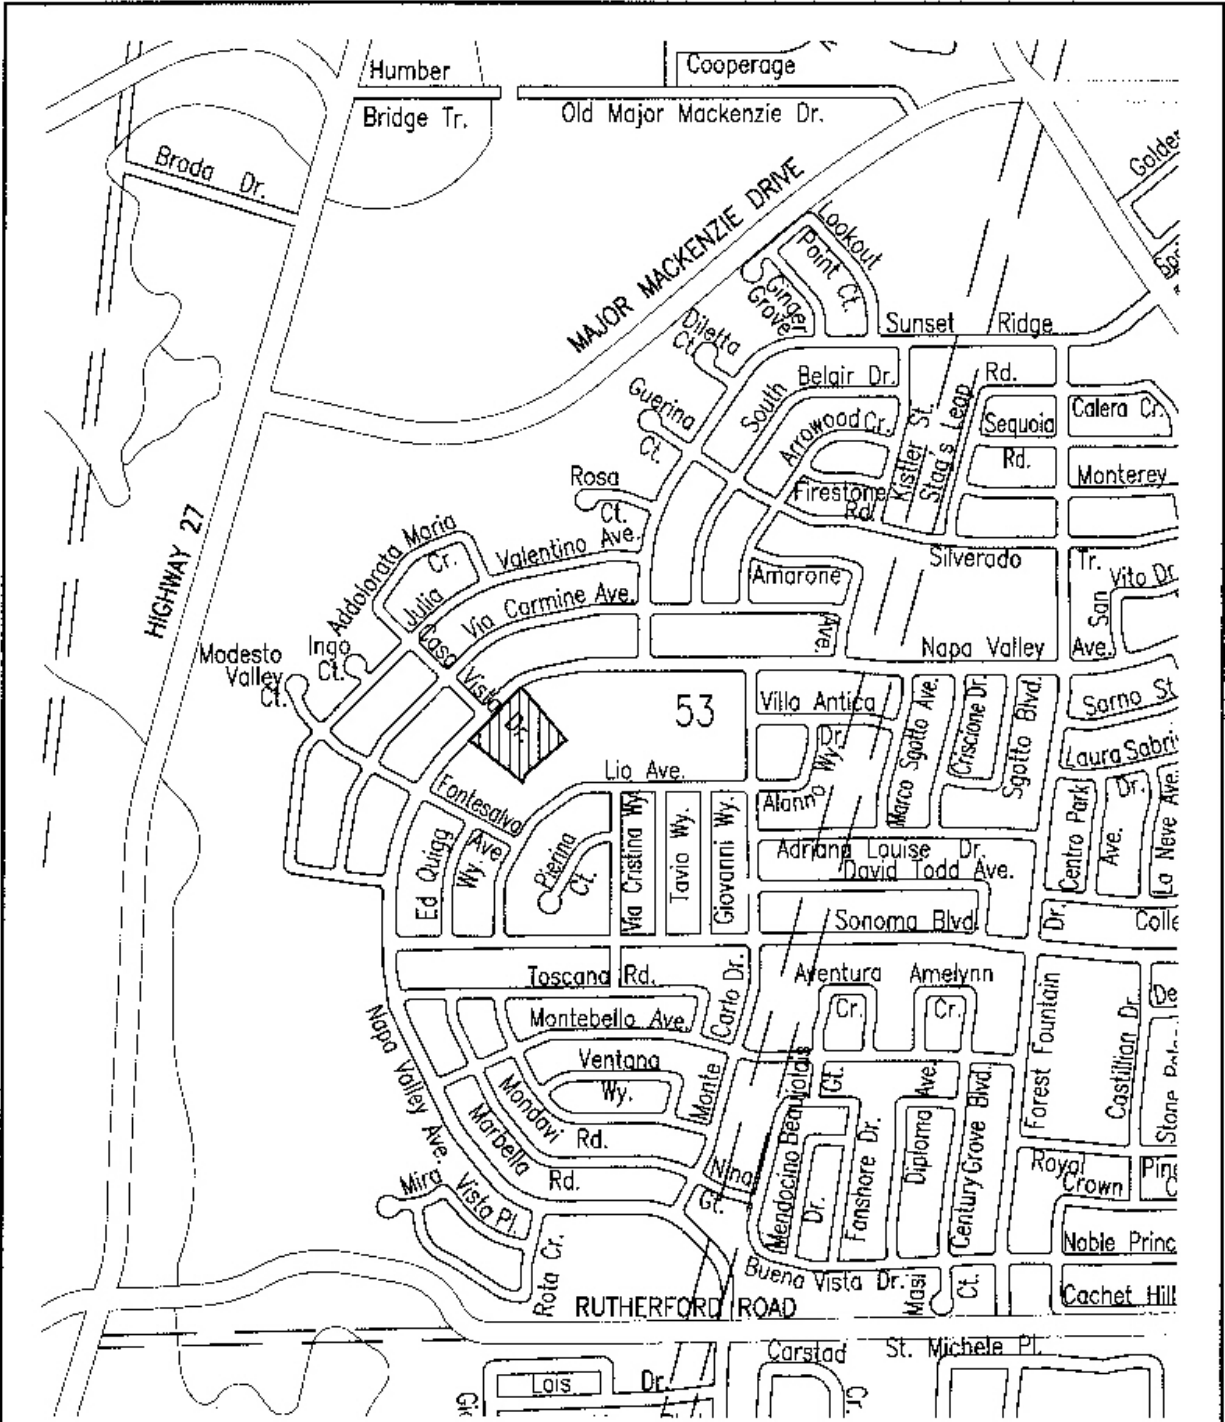 Humber
Bridge Tr.
Cooperage
Old Major Mackenzie Dr.
Broda Dr.
MAJOR MACKENZIE DRIVE
HIGHWAY 27
Lookout
Point Ct.
Ginger
Grove
Diletta
Ct.
Guerina
Ct.
Rosa
Ct.
Sunset Ridge
South
Belair Dr.
Rd.
Arrowood Cr.
Sequoia
Rd.
Calera Cr.
Monterey
Kistler St.
Stag's Leap
Firestone
Rd.
Silverado
Tr.
Vito Dr
San
Addolorata Maria
Cr.
Valentino Ave.
Julia
Via Carmine Ave.
Amarone
Ave.
Napa Valley
Ave.
Ingo
Ct.
Modesto
Valley
Ct.
Casa
Vista
Dr.
53
Villa Antica
Dr.
Wy.
Alanno
Marco Sgotto Ave.
Criscione Dr.
Sgotto Blvd.
Sarno St
Laura Sabri
Dr.
Lio Ave.
Fontesalvo
Ave.
Ed Quigg
Wy.
Pierina
Ct.
Via Cristina Wy.
Tavio Wy.
Giovanni Wy.
Adriana Louise Dr.
David Todd Ave.
Centro Park
Ave.
La Neve Ave.
Sonoma Blvd.
Dr.
Colle
Toscana Rd.
Carlo Dr.
Aventura
Cr.
Amelynn
Cr.
Montebello Ave.
Ventana
Wy.
Monte
Mondavi
Rd.
Marbella
Rd.
Napa Valley Ave.
Mira
Vista Pl.
Rota Cr.
Nina
Gt.
Mendocino
Beaujolais
Gt.
Dr.
Fanshore Dr.
Diploma
Ave.
Century Grove Blvd.
Forest Fountain
Castillian Dr.
De
Royal
Crown
Pine
Noble Princ
Cachet Hill
Buena Vista Dr.
Masi
Ct.
RUTHERFORD ROAD
Carstad
Cr.
St. Michele Pl.
Lois
Dr.